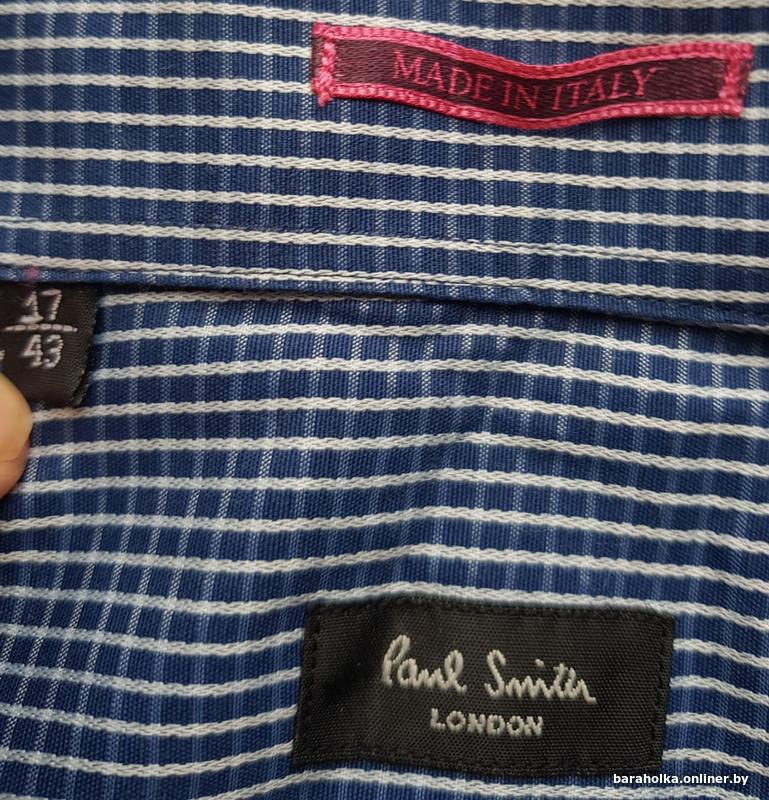 MADE IN ITALY
17
43
Paul Smith
LONDON
baraholka.onliner.by